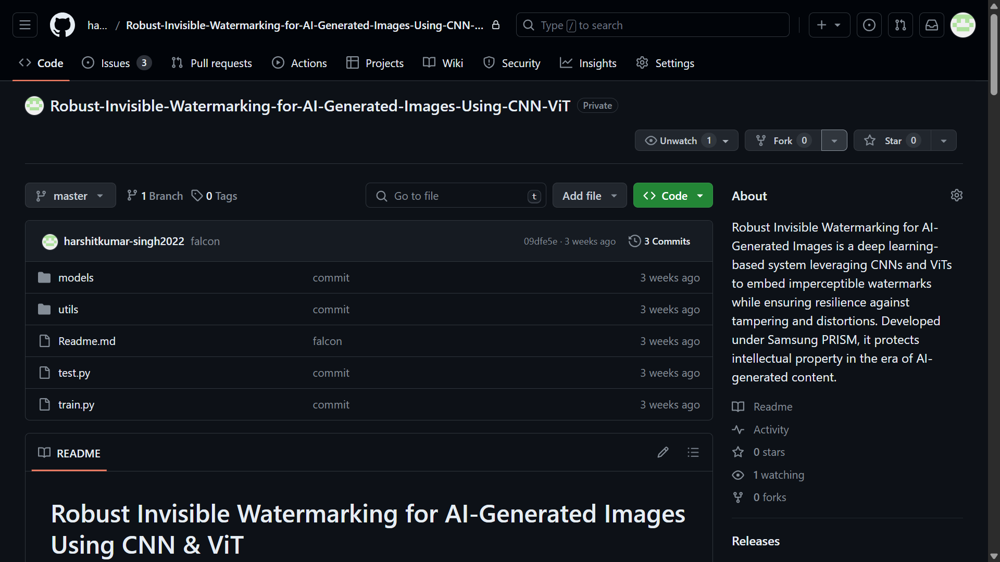 ha... / Robust-Invisible-Watermarking-for-AI-Generated-Images-Using-CNN-...
Type / to search
Code
Issues 3
Pull requests
Actions
Projects
Wiki
Security
Insights
Settings
Robust-Invisible-Watermarking-for-AI-Generated-Images-Using-CNN-ViT Private
Unwatch 1
Fork 0
Star 0
master
1 Branch
0 Tags
Go to file t
Add file
Code
harshitkumar-singh2022 falcon 09dfe5e · 3 weeks ago 3 Commits
models commit 3 weeks ago
utils commit 3 weeks ago
Readme.md falcon 3 weeks ago
test.py commit 3 weeks ago
train.py commit 3 weeks ago
README
Robust Invisible Watermarking for AI-Generated Images
Using CNN & ViT
About
Robust Invisible Watermarking for AI-
Generated Images is a deep learning-
based system leveraging CNNs and ViTs
to embed imperceptible watermarks
while ensuring resilience against
tampering and distortions. Developed
under Samsung PRISM, it protects
intellectual property in the era of AI-
generated content.
Readme
Activity
0 stars
1 watching
0 forks
Releases